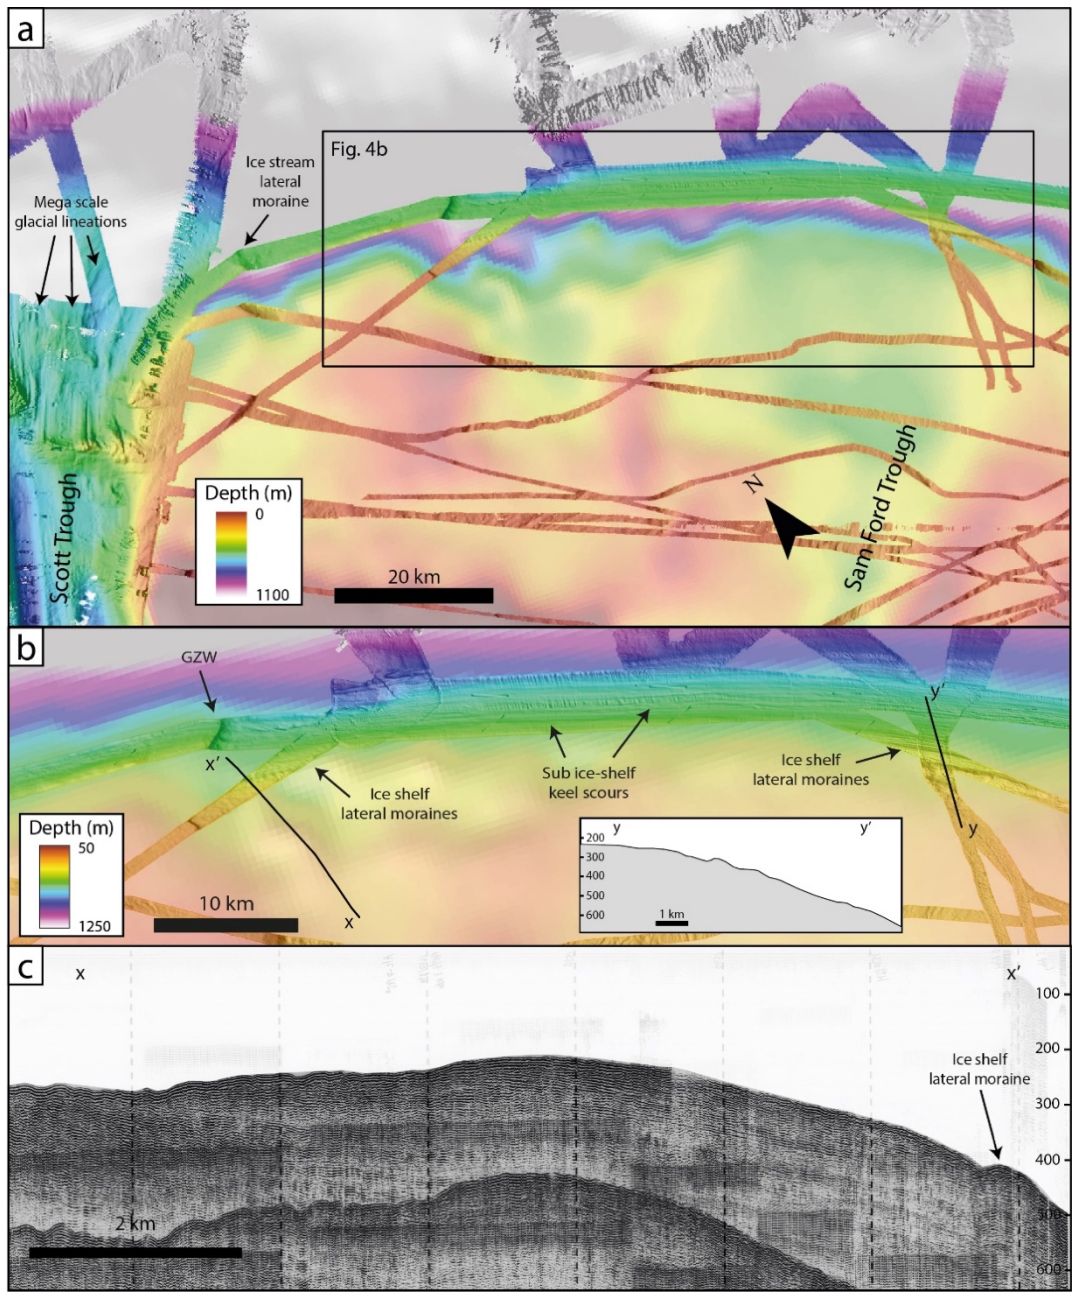 a
Fig. 4b
Ice stream
lateral
moraine
Mega scale
glacial lineations
N
Scott Trough
Sam Ford Trough
Depth (m)
0
1100
20 km
b
GZW
y'
x'
Ice shelf
lateral moraines
Sub ice-shelf
keel scours
Ice shelf
lateral moraines
y
x
Depth (m)
50
1250
10 km
y
y'
200
300
400
500
600
1 km
c
x
x'
100
200
300
400
500
600
Ice shelf
lateral moraine
2 km